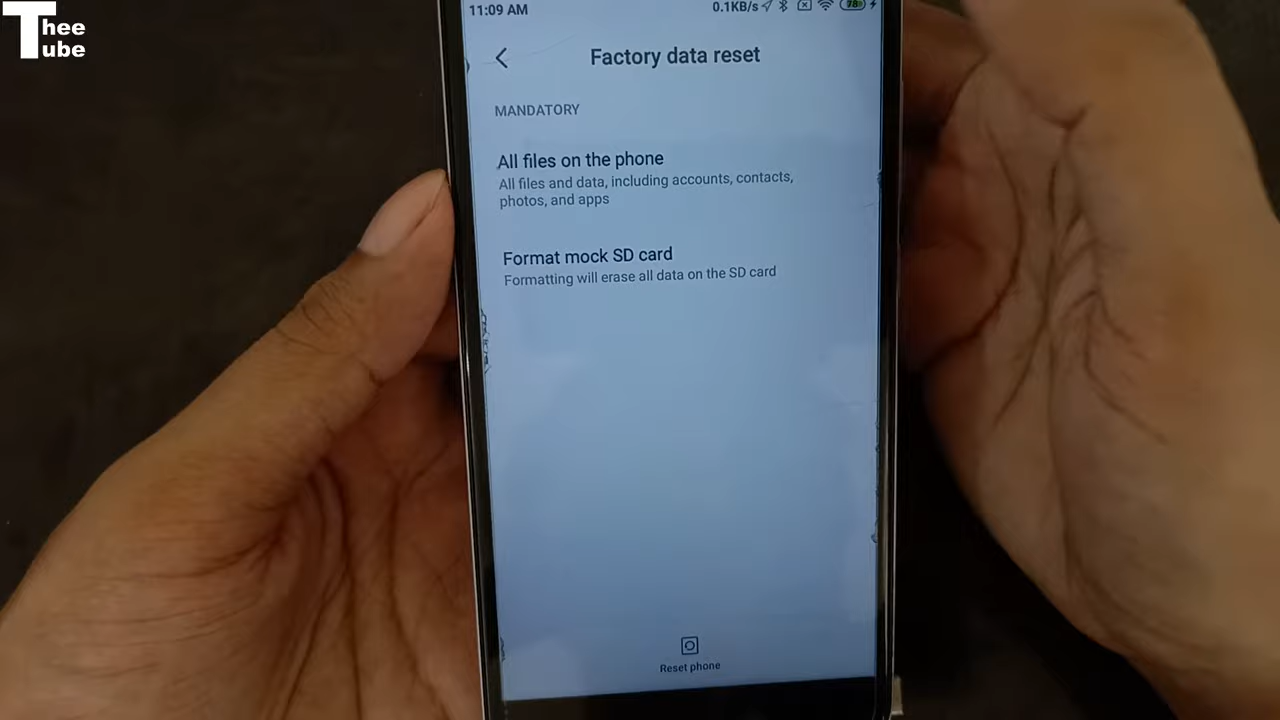 Thee
Tube
11:09 AM
0.1KB/s
78
Factory data reset
MANDATORY
All files on the phone
All files and data, including accounts, contacts,
photos, and apps
Format mock SD card
Formatting will erase all data on the SD card
Reset phone